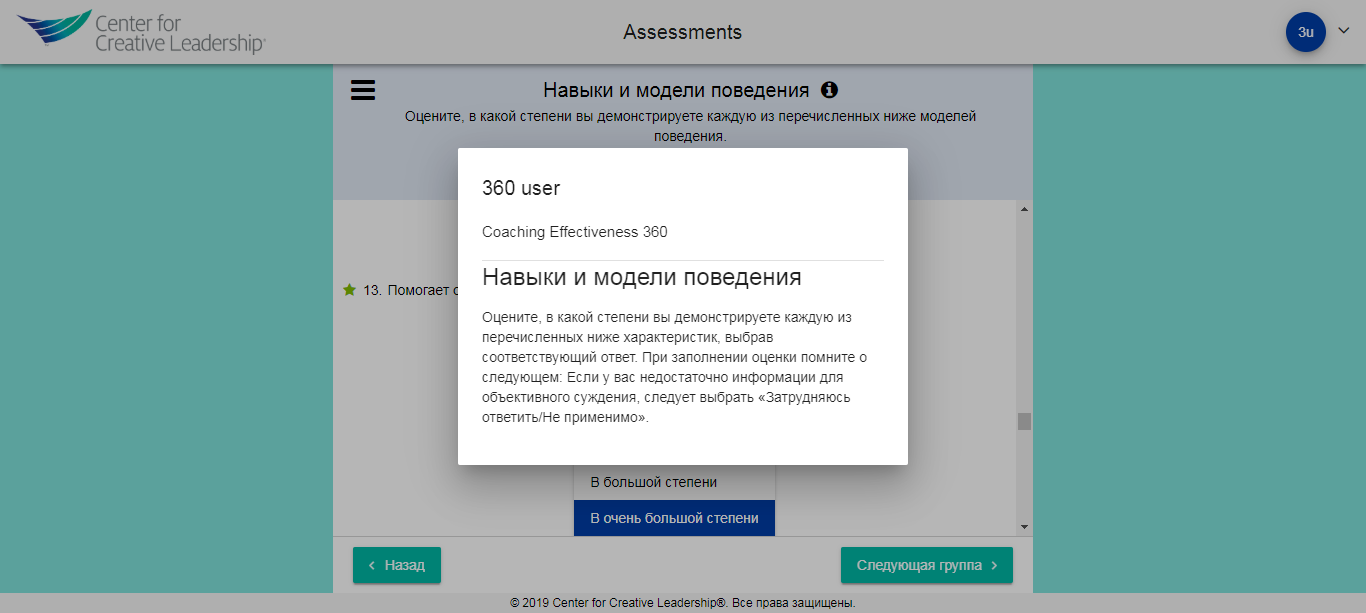 Center for
Creative Leadership®
Assessments
3u
Навыки и модели поведения
Оцените, в какой степени вы демонстрируете каждую из перечисленных ниже моделей
поведения.
360 user
Coaching Effectiveness 360
Навыки и модели поведения
Оцените, в какой степени вы демонстрируете каждую из
перечисленных ниже характеристик, выбрав
соответствующий ответ. При заполнении оценки помните о
следующем: Если у вас недостаточно информации для
объективного суждения, следует выбрать «Затрудняюсь
ответить/Не применимо».
13. Помогает
В большой степени
В очень большой степени
Назад
Следующая группа
© 2019 Center for Creative Leadership®. Все права защищены.